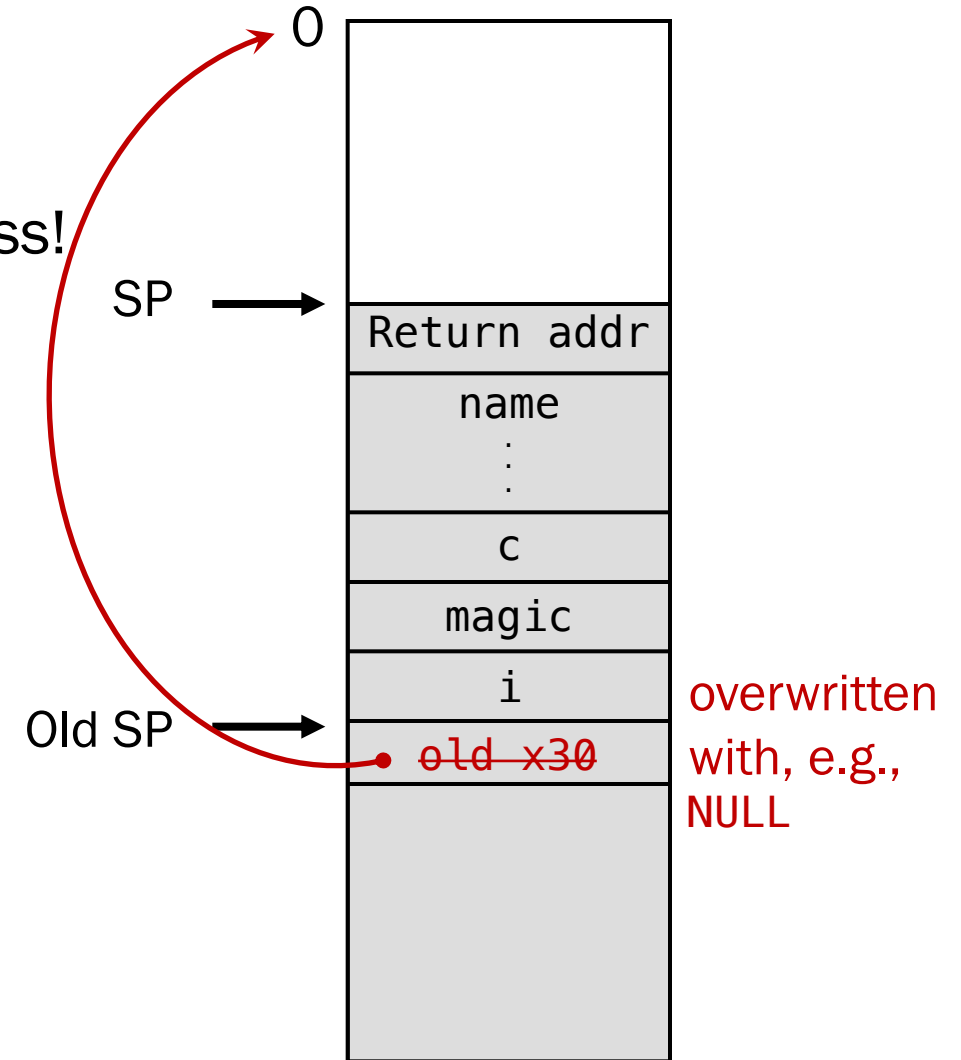 0
ss!
SP
Return addr
name
.
.
.
c
magic
i
overwritten
Old SP
old x30
with, e.g.,
NULL